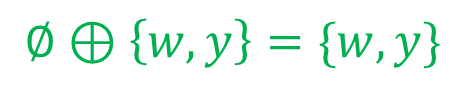 ∅ ⊕ {w, y} = {w, y}